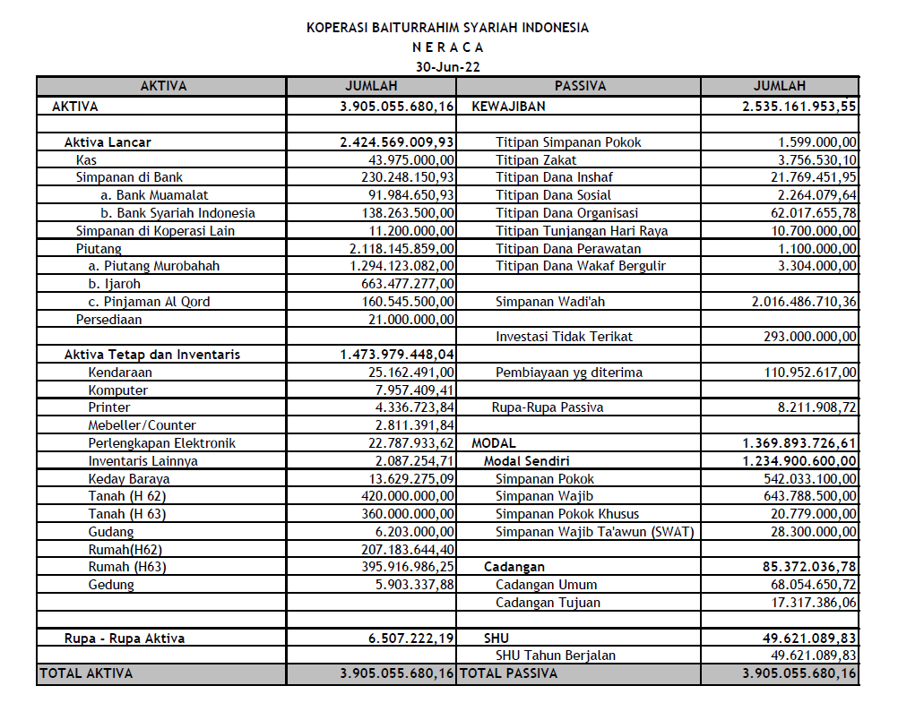 KOPERASI BAITURRAHIM SYARIAH INDONESIA
N E R A C A
30-Jun-22
AKTIVA JUMLAH PASSIVA JUMLAH
AKTIVA 3.905.055.680,16 KEWAJIBAN 2.535.161.953,55
Aktiva Lancar 2.424.569.009,93 Titipan Simpanan Pokok 1.599.000,00
Kas 43.975.000,00 Titipan Zakat 3.756.530,10
Simpanan di Bank 230.248.150,93 Titipan Dana Inshaf 21.769.451,95
a. Bank Muamalat 91.984.650,93 Titipan Dana Sosial 2.264.079,64
b. Bank Syariah Indonesia 138.263.500,00 Titipan Dana Organisasi 62.017.655,78
Simpanan di Koperasi Lain 11.200.000,00 Titipan Tunjangan Hari Raya 10.700.000,00
Piutang 2.118.145.859,00 Titipan Dana Perawatan 1.100.000,00
a. Piutang Murobahah 1.294.123.082,00 Titipan Dana Wakaf Bergulir 3.304.000,00
b. Ijaroh 663.477.277,00
c. Pinjaman Al Qord 160.545.500,00 Simpanan Wadi'ah 2.016.486.710,36
Persediaan 21.000.000,00
Investasi Tidak Terikat 293.000.000,00
Aktiva Tetap dan Inventaris 1.473.979.448,04
Kendaraan 25.162.491,00 Pembiayaan yg diterima 110.952.617,00
Komputer 7.957.409,41
Printer 4.336.723,84 Rupa-Rupa Passiva 8.211.908,72
Mebeller/Counter 2.811.391,84
Perlengkapan Elektronik 22.787.933,62 MODAL 1.369.893.726,61
Inventaris Lainnya 2.087.254,71 Modal Sendiri 1.234.900.600,00
Keday Baraya 13.629.275,09 Simpanan Pokok 542.033.100,00
Tanah (H 62) 420.000.000,00 Simpanan Wajib 643.788.500,00
Tanah (H 63) 360.000.000,00 Simpanan Pokok Khusus 20.779.000,00
Gudang 6.203.000,00 Simpanan Wajib Ta'awun (SWAT) 28.300.000,00
Rumah(H62) 207.183.644,40
Rumah (H63) 395.916.986,25 Cadangan 85.372.036,78
Gedung 5.903.337,88 Cadangan Umum 68.054.650,72
Cadangan Tujuan 17.317.386,06
Rupa - Rupa Aktiva 6.507.222,19 SHU 49.621.089,83
SHU Tahun Berjalan 49.621.089,83
TOTAL AKTIVA 3.905.055.680,16 TOTAL PASSIVA 3.905.055.680,16